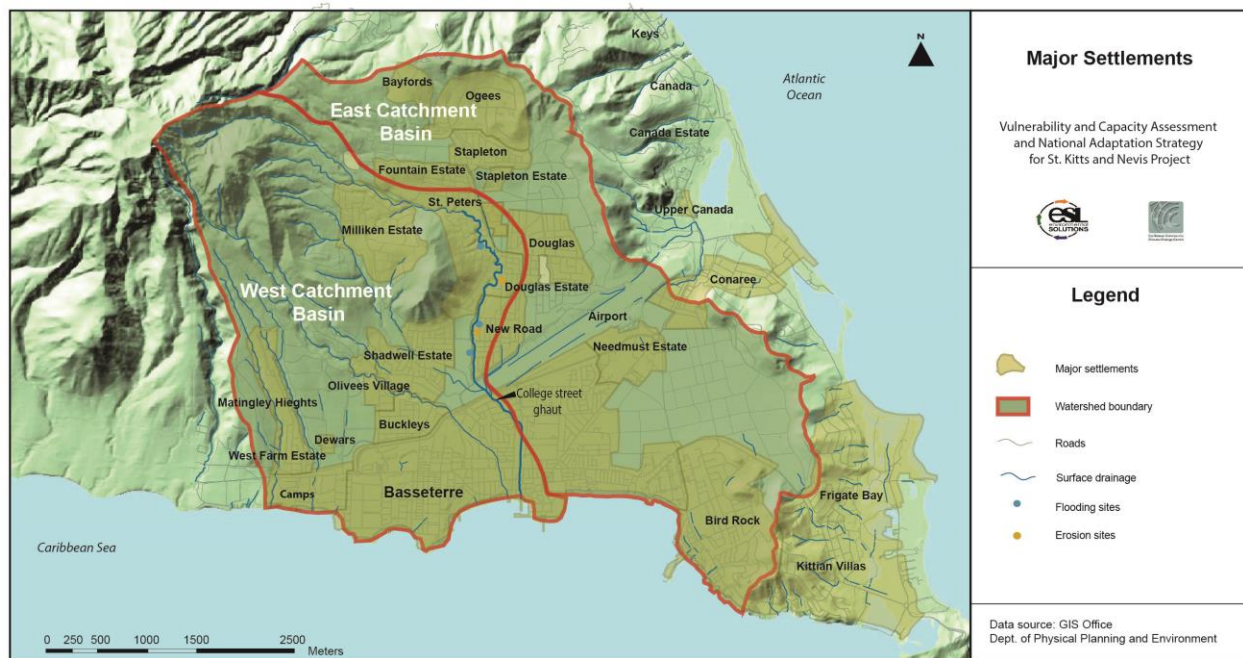 Keys
Atlantic
Ocean
N
Bayfords
Ogees
Canada
East Catchment
Basin
Canada Estate
Stapleton
Fountain Estate
Stapleton Estate
St. Peters
Upper Canada
Milliken Estate
Douglas
Conaree
West Catchment
Basin
Douglas Estate
Airport
New Road
Needmust Estate
Shadwell Estate
Olivees Village
College street
ghaut
Matingley Hieghts
Buckleys
Dewars
West Farm Estate
Camps
Basseterre
Frigate Bay
Bird Rock
Caribbean Sea
Kittian Villas
0 250 500 1000 1500 2500
Meters
Major Settlements
Vulnerability and Capacity Assessment
and National Adaptation Strategy
for St. Kitts and Nevis Project
esl
SOLUTIONS
Legend
Major settlements
Watershed boundary
Roads
Surface drainage
Flooding sites
Erosion sites
Data source: GIS Office
Dept. of Physical Planning and Environment